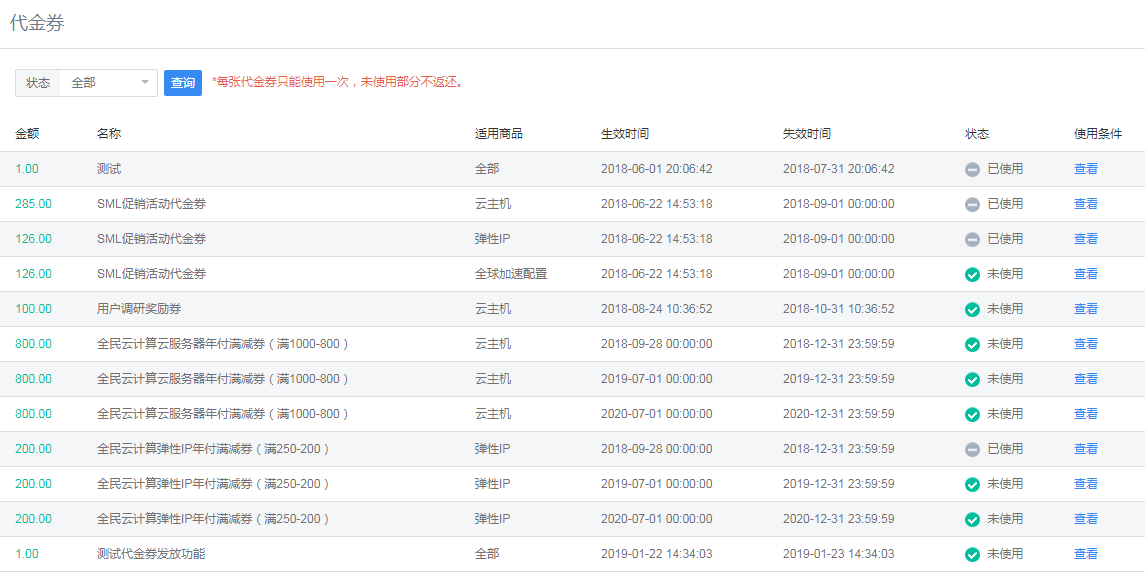 代金券
状态 全部 查询 *每张代金券只能使用一次，未使用部分不返还。
金额 名称 适用商品 生效时间 失效时间 状态 使用条件
1.00 测试 全部 2018-06-01 20:06:42 2018-07-31 20:06:42 已使用 查看
285.00 SML促销活动代金券 云主机 2018-06-22 14:53:18 2018-09-01 00:00:00 已使用 查看
126.00 SML促销活动代金券 弹性IP 2018-06-22 14:53:18 2018-09-01 00:00:00 已使用 查看
126.00 SML促销活动代金券 全球加速配置 2018-06-22 14:53:18 2018-09-01 00:00:00 未使用 查看
100.00 用户调研奖励券 云主机 2018-08-24 10:36:52 2018-10-31 10:36:52 未使用 查看
800.00 全民云计算云服务器年付满减券（满1000-800） 云主机 2018-09-28 00:00:00 2018-12-31 23:59:59 未使用 查看
800.00 全民云计算云服务器年付满减券（满1000-800） 云主机 2019-07-01 00:00:00 2019-12-31 23:59:59 未使用 查看
800.00 全民云计算云服务器年付满减券（满1000-800） 云主机 2020-07-01 00:00:00 2020-12-31 23:59:59 未使用 查看
200.00 全民云计算弹性IP年付满减券（满250-200） 弹性IP 2018-09-28 00:00:00 2018-12-31 23:59:59 已使用 查看
200.00 全民云计算弹性IP年付满减券（满250-200） 弹性IP 2019-07-01 00:00:00 2019-12-31 23:59:59 未使用 查看
200.00 全民云计算弹性IP年付满减券（满250-200） 弹性IP 2020-07-01 00:00:00 2020-12-31 23:59:59 未使用 查看
1.00 测试代金券发放功能 全部 2019-01-22 14:34:03 2019-01-23 14:34:03 未使用 查看